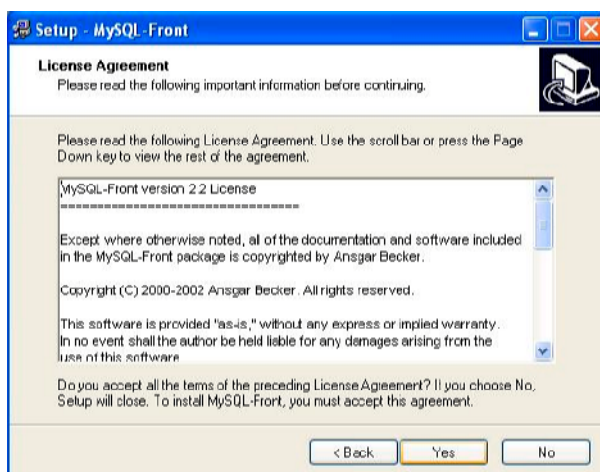 Setup - MySQL-Front
License Agreement
Please read the following important information before continuing.
Please read the following License Agreement. Use the scroll bar or press the Page
Down key to view the rest of the agreement.
MySQL-Front version 2.2 License
================================
Except where otherwise noted, all of the documentation and software included
in the MySQL-Front package is copyrighted by Ansgar Becker.
Copyright (C) 2000-2002 Ansgar Becker. All rights reserved.
This software is provided "as-is," without any express or implied warranty.
In no event shall the author be held liable for any damages arising from the
use of this software
Do you accept all the terms of the preceding License Agreement? If you choose No,
Setup will close. To install MySQL-Front, you must accept this agreement.
< Back Yes No